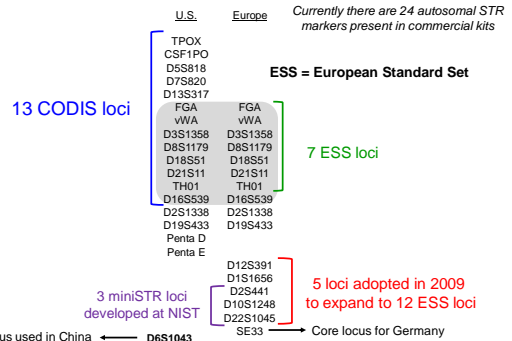 U.S. Europe
Currently there are 24 autosomal STR
markers present in commercial kits
TPOX
CSF1PO
D5S818
D7S820
D13S317
ESS = European Standard Set
13 CODIS loci
FGA FGA
vWA vWA
D3S1358 D3S1358
D8S1179 D8S1179
D18S51 D18S51
D21S11 D21S11
TH01 TH01
7 ESS loci
D16S539 D16S539
D2S1338 D2S1338
D19S433 D19S433
Penta D
Penta E
D12S391
D1S1656
D2S441
D10S1248
D22S1045
3 miniSTR loci
developed at NIST
5 loci adopted in 2009
to expand to 12 ESS loci
SE33 Core locus for Germany
us used in China D6S1043